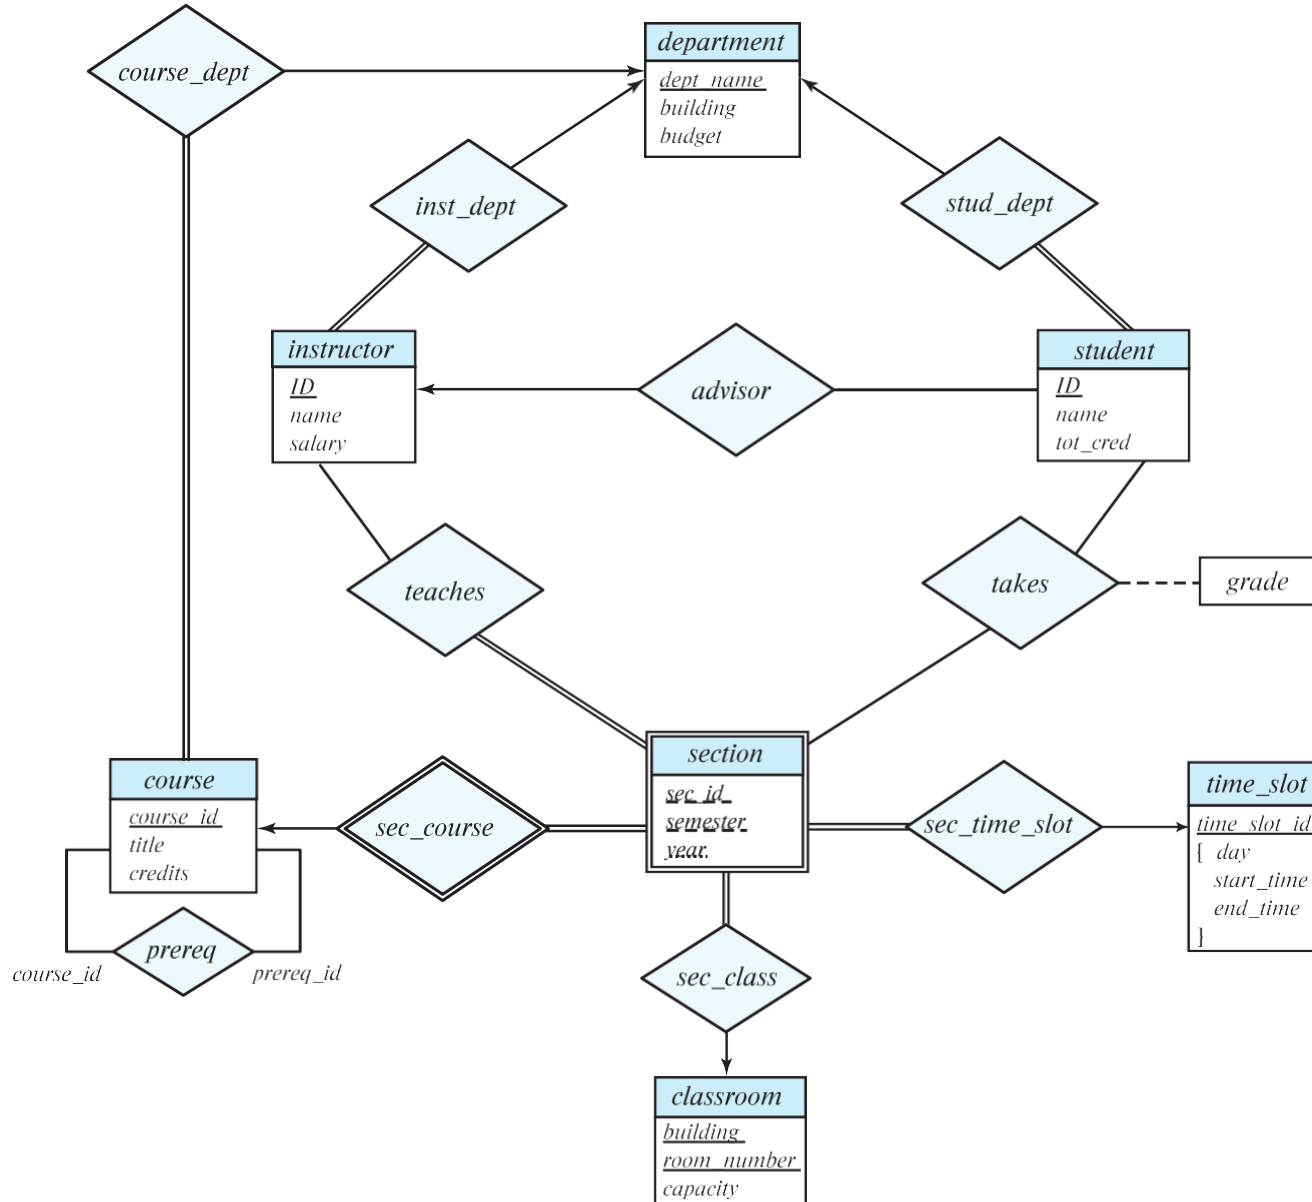 course_dept
department
dept_name
building
budget
inst_dept
stud_dept
instructor
ID
name
salary
advisor
student
ID
name
tot_cred
teaches
takes
grade
course
course_id
title
credits
sec_course
section
sec_id
semester
year
sec_time_slot
time_slot
time_slot_id
{ day
start_time
end_time
}
prereq
course_id
prereq_id
sec_class
classroom
building
room_number
capacity